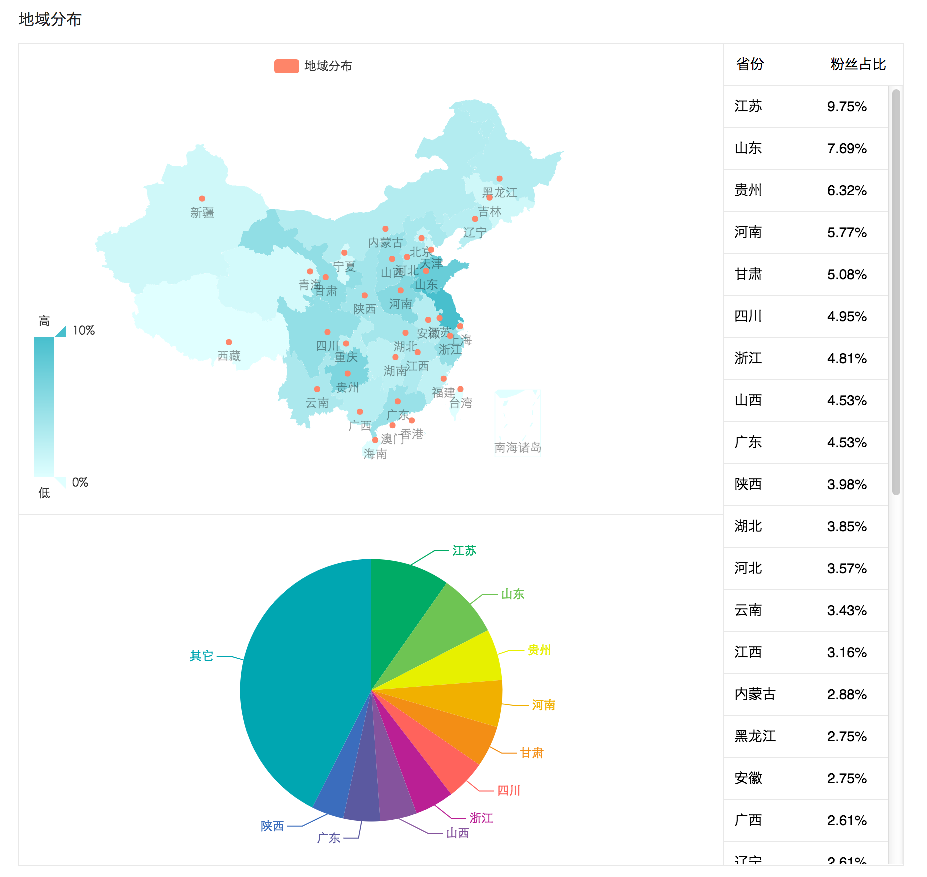 地域分布
地域分布
省份 粉丝占比
江苏 9.75%
山东 7.69%
贵州 6.32%
河南 5.77%
甘肃 5.08%
四川 4.95%
浙江 4.81%
山西 4.53%
广东 4.53%
陕西 3.98%
湖北 3.85%
河北 3.57%
云南 3.43%
江西 3.16%
内蒙古 2.88%
黑龙江 2.75%
安徽 2.75%
广西 2.61%
辽宁 2.61%
黑龙江
新疆
吉林
辽宁
内蒙古
北京
天津
宁夏
山西
河北
青海
甘肃
山东
河南
陕西
高
10%
安徽
江苏
上海
四川
重庆
湖北
浙江
西藏
湖南
江西
贵州
福建
云南
台湾
广东
广西
香港
澳门
海南
南海诸岛
0%
低
江苏
山东
贵州
其它
河南
甘肃
四川
浙江
陕西
山西
广东